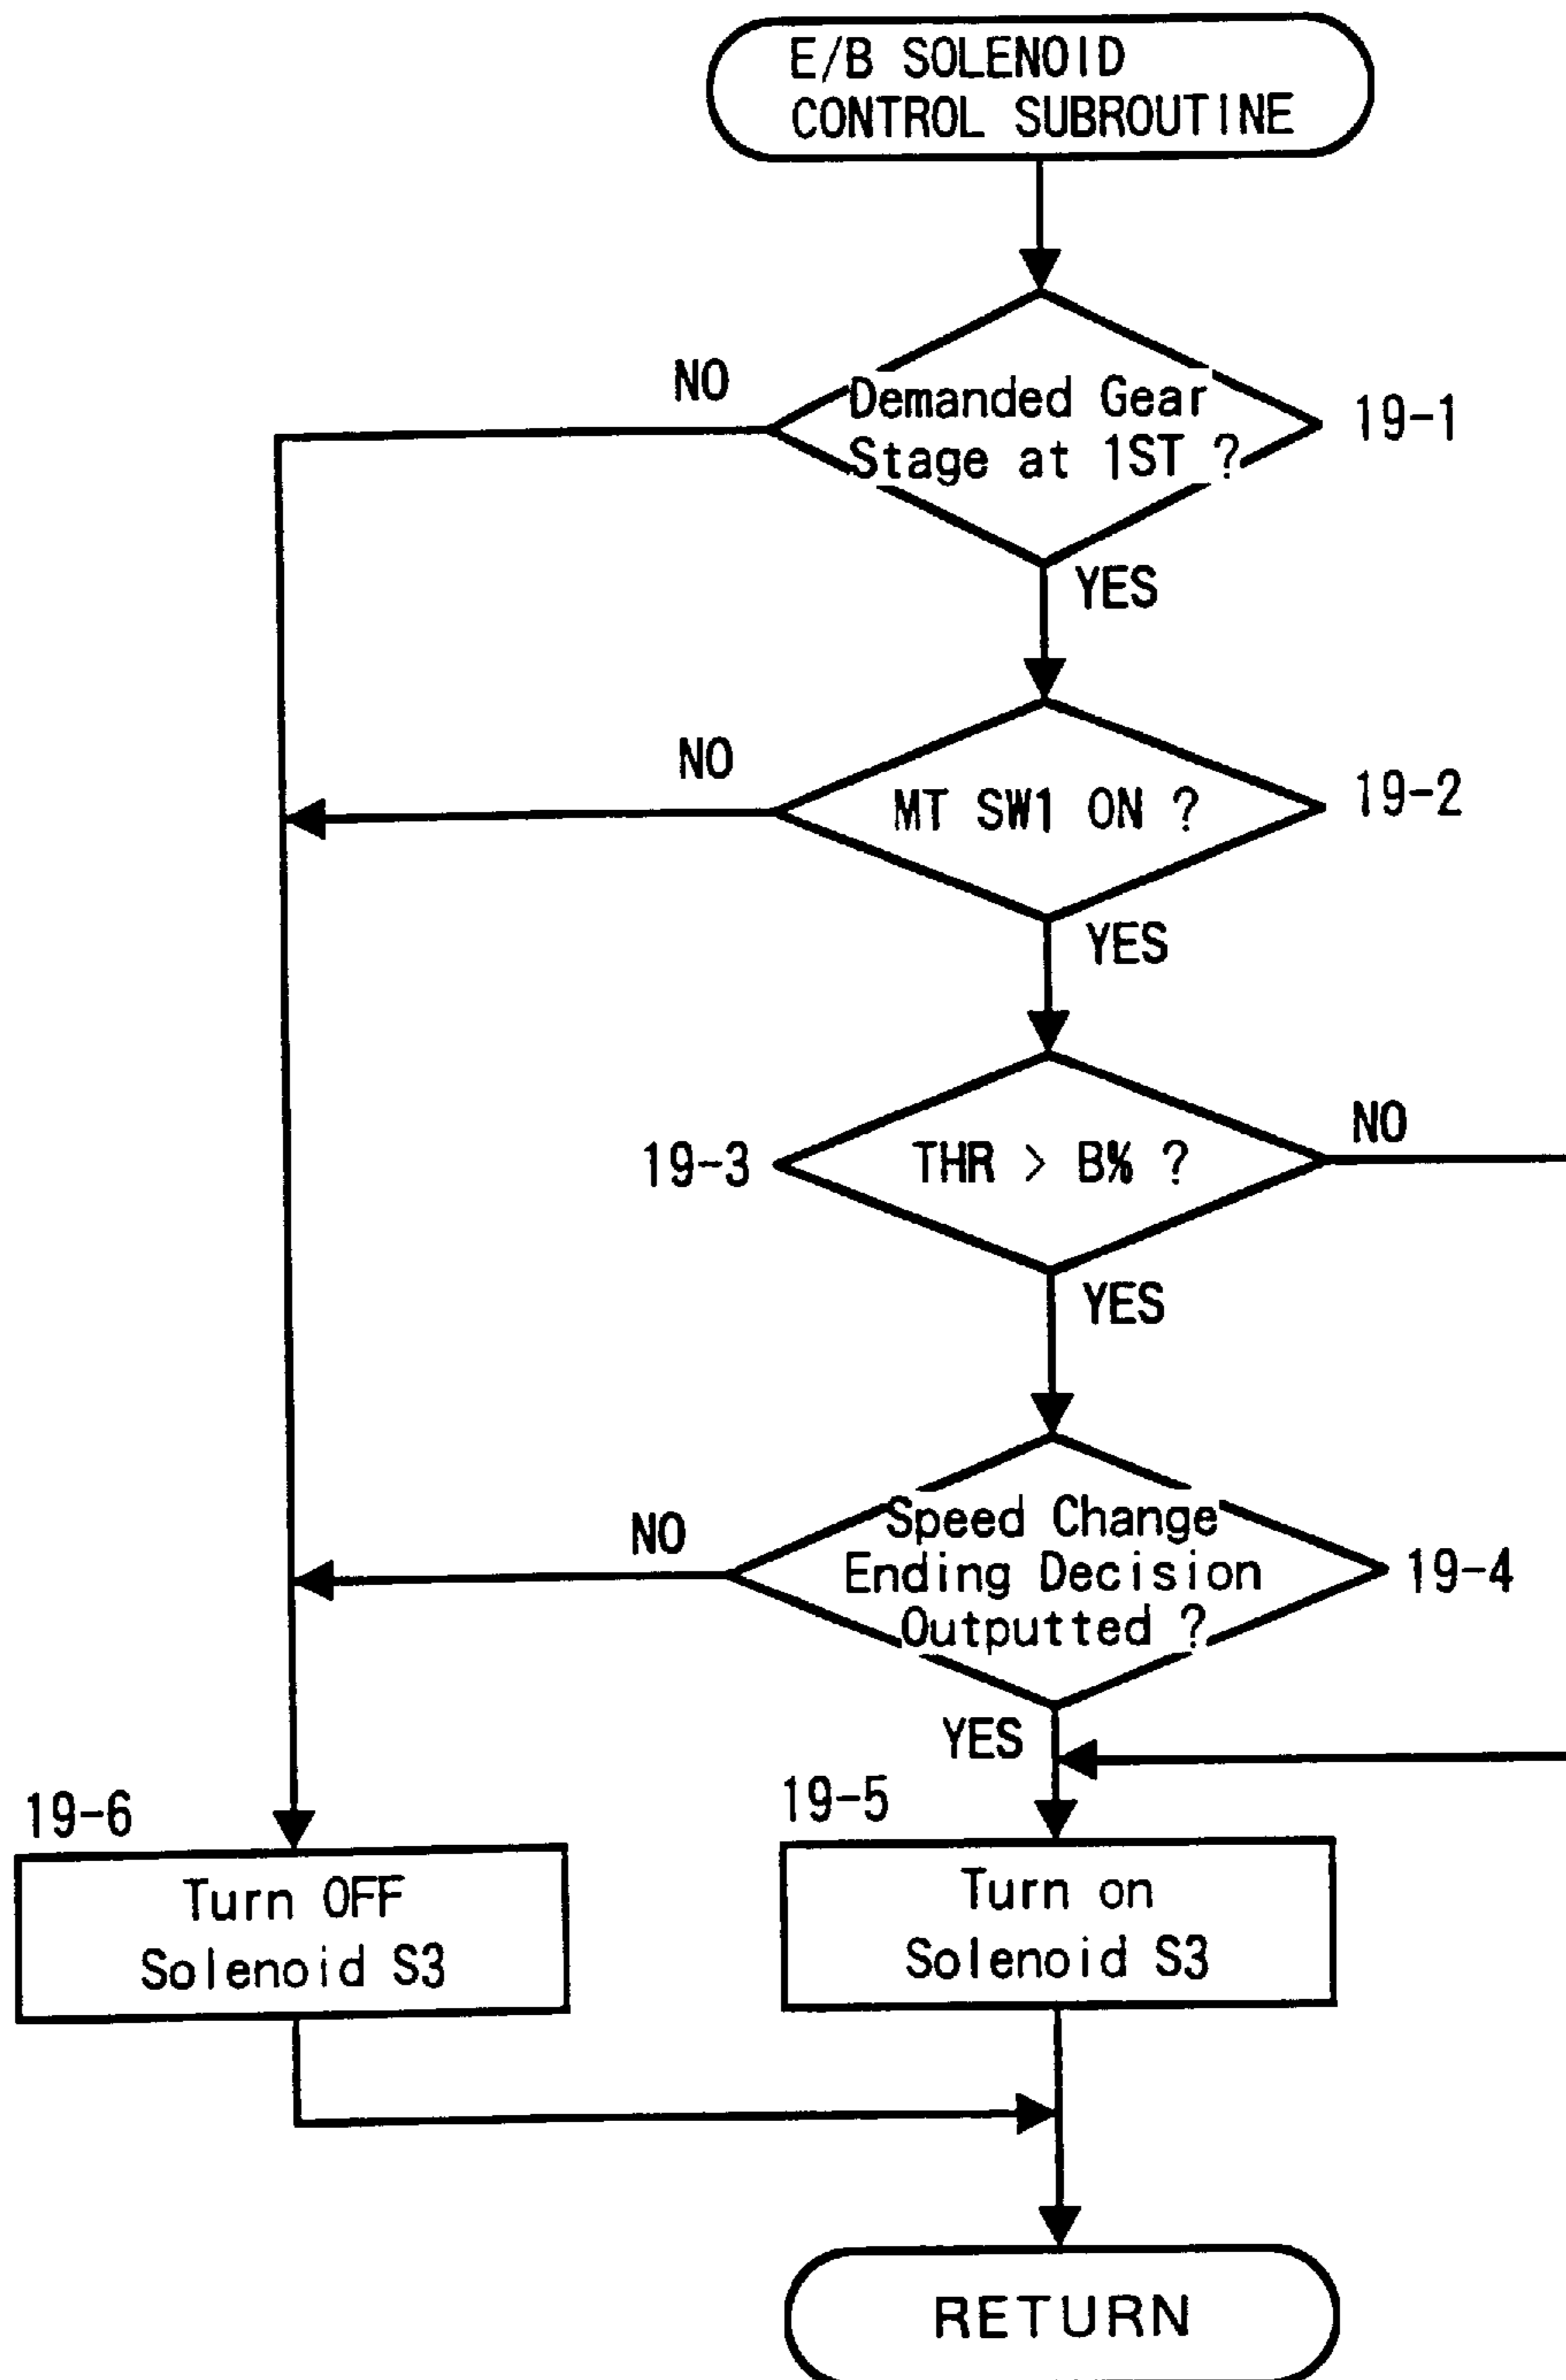 E/B SOLENOID
CONTROL SUBROUTINE
NO
Demanded Gear
Stage at 1ST ?
19-1
YES
NO
MT SW1 ON ?
19-2
YES
19-3
THR > B% ?
NO
YES
NO
Speed Change
Ending Decision
Outputted ?
19-4
YES
19-6
19-5
Turn OFF
Solenoid S3
Turn on
Solenoid S3
RETURN